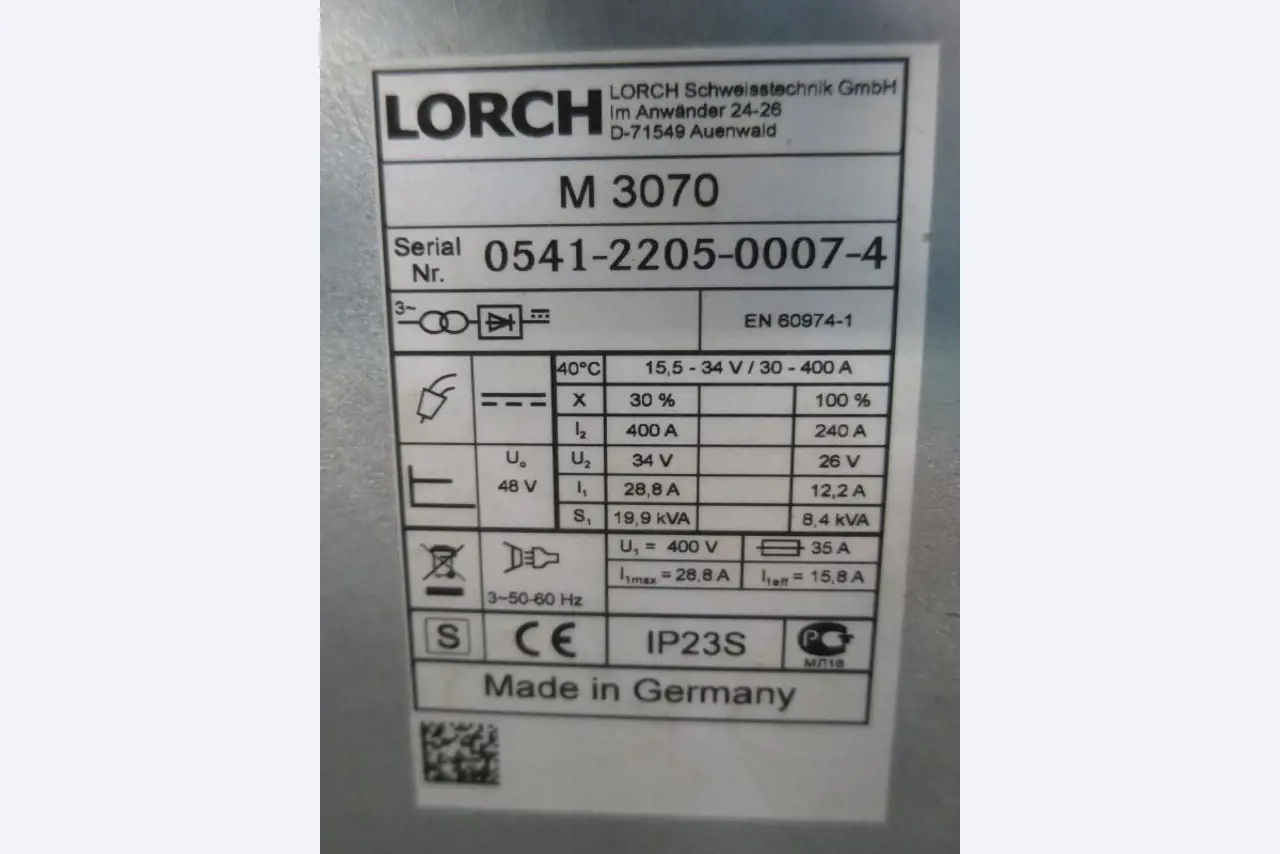 LORCH
LORCH Schweisstechnik GmbH
Im Anwänder 24-26
D-71549 Auenwald
M 3070
Serial Nr. 0541-2205-0007-4
3~
EN 60974-1
40°C 15,5 - 34 V / 30 - 400 A
X 30 % 100 %
I₂ 400 A 240 A
U₀ 48 V
U₂ 34 V 26 V
I₁ 28,8 A 12,2 A
S₁ 19,9 kVA 8,4 kVA
3~50-60 Hz
U₁ = 400 V 35 A
I₁max = 28,8 A I₁eff = 15,8 A
S CE IP23S PCT
МЛ18
Made in Germany